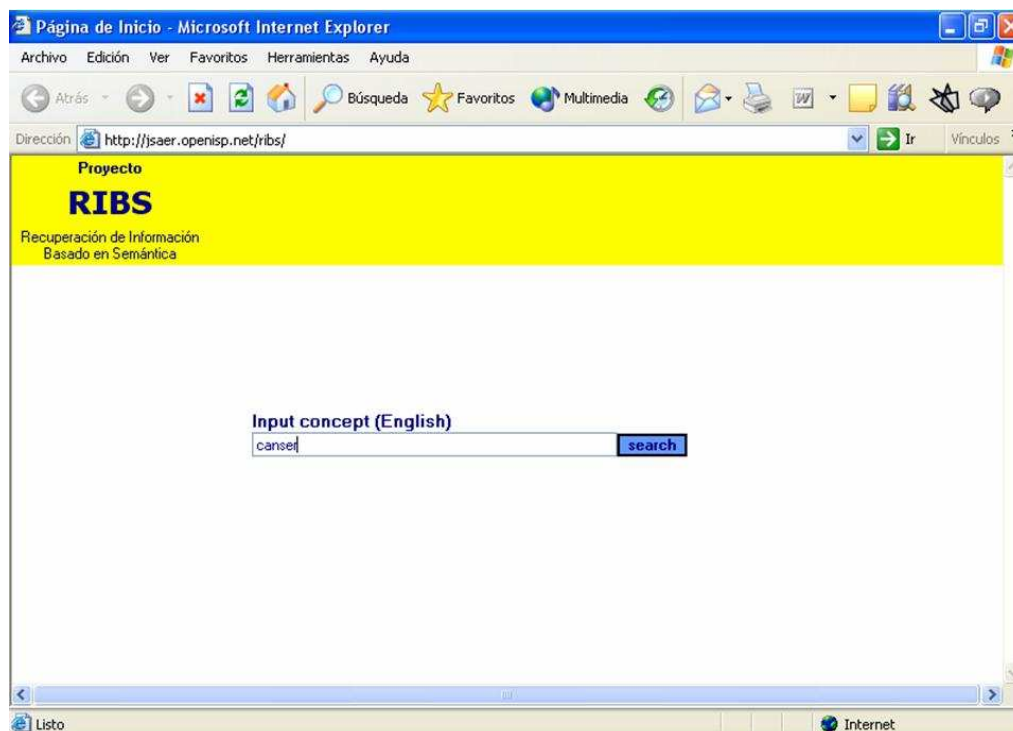 Página de Inicio - Microsoft Internet Explorer
Archivo Edición Ver Favoritos Herramientas Ayuda
Atrás Búsqueda Favoritos Multimedia W
Dirección http://jsaer.openisp.net/ribs/ Ir Vínculos
Proyecto
RIBS
Recuperación de Información
Basado en Semántica
Input concept (English)
canser search
Listo Internet